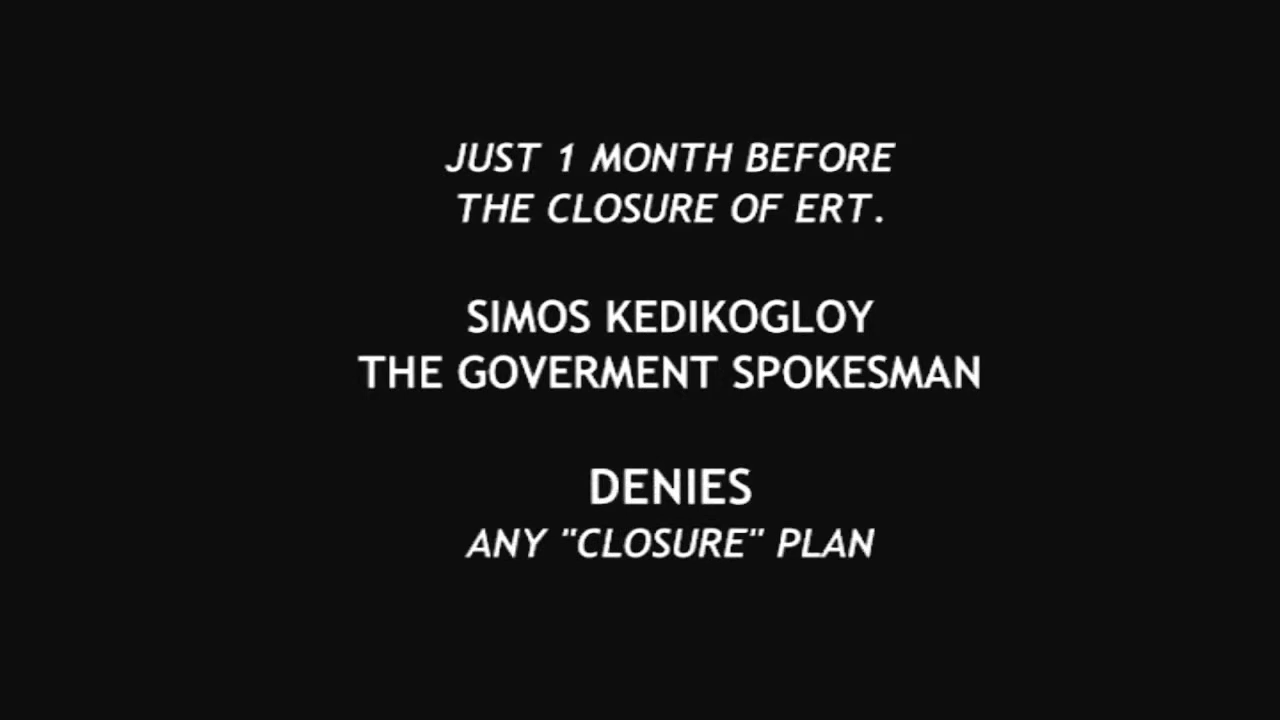 JUST 1 MONTH BEFORE
THE CLOSURE OF ERT.
SIMOS KEDIKOGLOY
THE GOVERMENT SPOKESMAN
DENIES
ANY "CLOSURE" PLAN